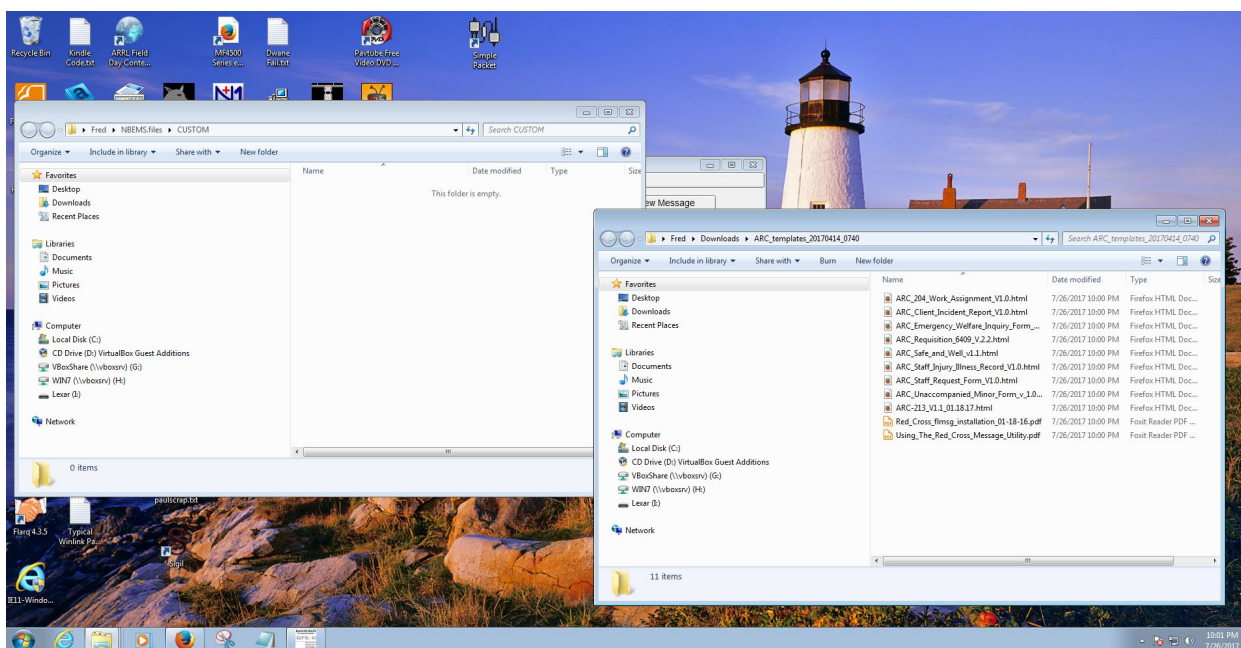 Recycle Bin
Kindle
Code.txt
ARRL Field
Day Conte...
MF4500
Series e...
Dwane
Fail.txt
Pavtube Free
Video DVD ...
Simple
Packet
Fred ▸ NBEMS.files ▸ CUSTOM
Search CUSTOM
Organize Include in library Share with New folder
Name Date modified Type Size
This folder is empty.
Favorites
Desktop
Downloads
Recent Places
Libraries
Documents
Music
Pictures
Videos
Computer
Local Disk (C:)
CD Drive (D:) VirtualBox Guest Additions
VBoxShare (\\vboxsrv) (G:)
WIN7 (\\vboxsrv) (H:)
Lexar (I:)
Network
0 items
ew Message
Fred ▸ Downloads ▸ ARC_templates_20170414_0740
Search ARC_templates_20170414_0740
Organize Include in library Share with Burn New folder
Name Date modified Type Size
Favorites
Desktop
Downloads
Recent Places
Libraries
Documents
Music
Pictures
Videos
Computer
Local Disk (C:)
CD Drive (D:) VirtualBox Guest Additions
VBoxShare (\\vboxsrv) (G:)
WIN7 (\\vboxsrv) (H:)
Lexar (I:)
Network
ARC_204_Work_Assignment_V1.0.html 7/26/2017 10:00 PM Firefox HTML Doc...
ARC_Client_Incident_Report_V1.0.html 7/26/2017 10:00 PM Firefox HTML Doc...
ARC_Emergency_Welfare_Inquiry_Form_... 7/26/2017 10:00 PM Firefox HTML Doc...
ARC_Requisition_6409_V.2.2.html 7/26/2017 10:00 PM Firefox HTML Doc...
ARC_Safe_and_Well_v1.1.html 7/26/2017 10:00 PM Firefox HTML Doc...
ARC_Staff_Injury_Illness_Record_V1.0.html 7/26/2017 10:00 PM Firefox HTML Doc...
ARC_Staff_Request_Form_V1.0.html 7/26/2017 10:00 PM Firefox HTML Doc...
ARC_Unaccompanied_Minor_Form_v_1.0... 7/26/2017 10:00 PM Firefox HTML Doc...
ARC-213_V1.1_01.18.17.html 7/26/2017 10:00 PM Firefox HTML Doc...
Red_Cross_flmsg_installation_01-18-16.pdf 7/26/2017 10:00 PM Foxit Reader PDF ...
Using_The_Red_Cross_Message_Utility.pdf 7/26/2017 10:00 PM Foxit Reader PDF ...
11 items
paulscrap.txt
Flarq 4.3.5
Typical
Winlink Pa...
Sigil
IE11-Windo...
10:01 PM
7/26/2017